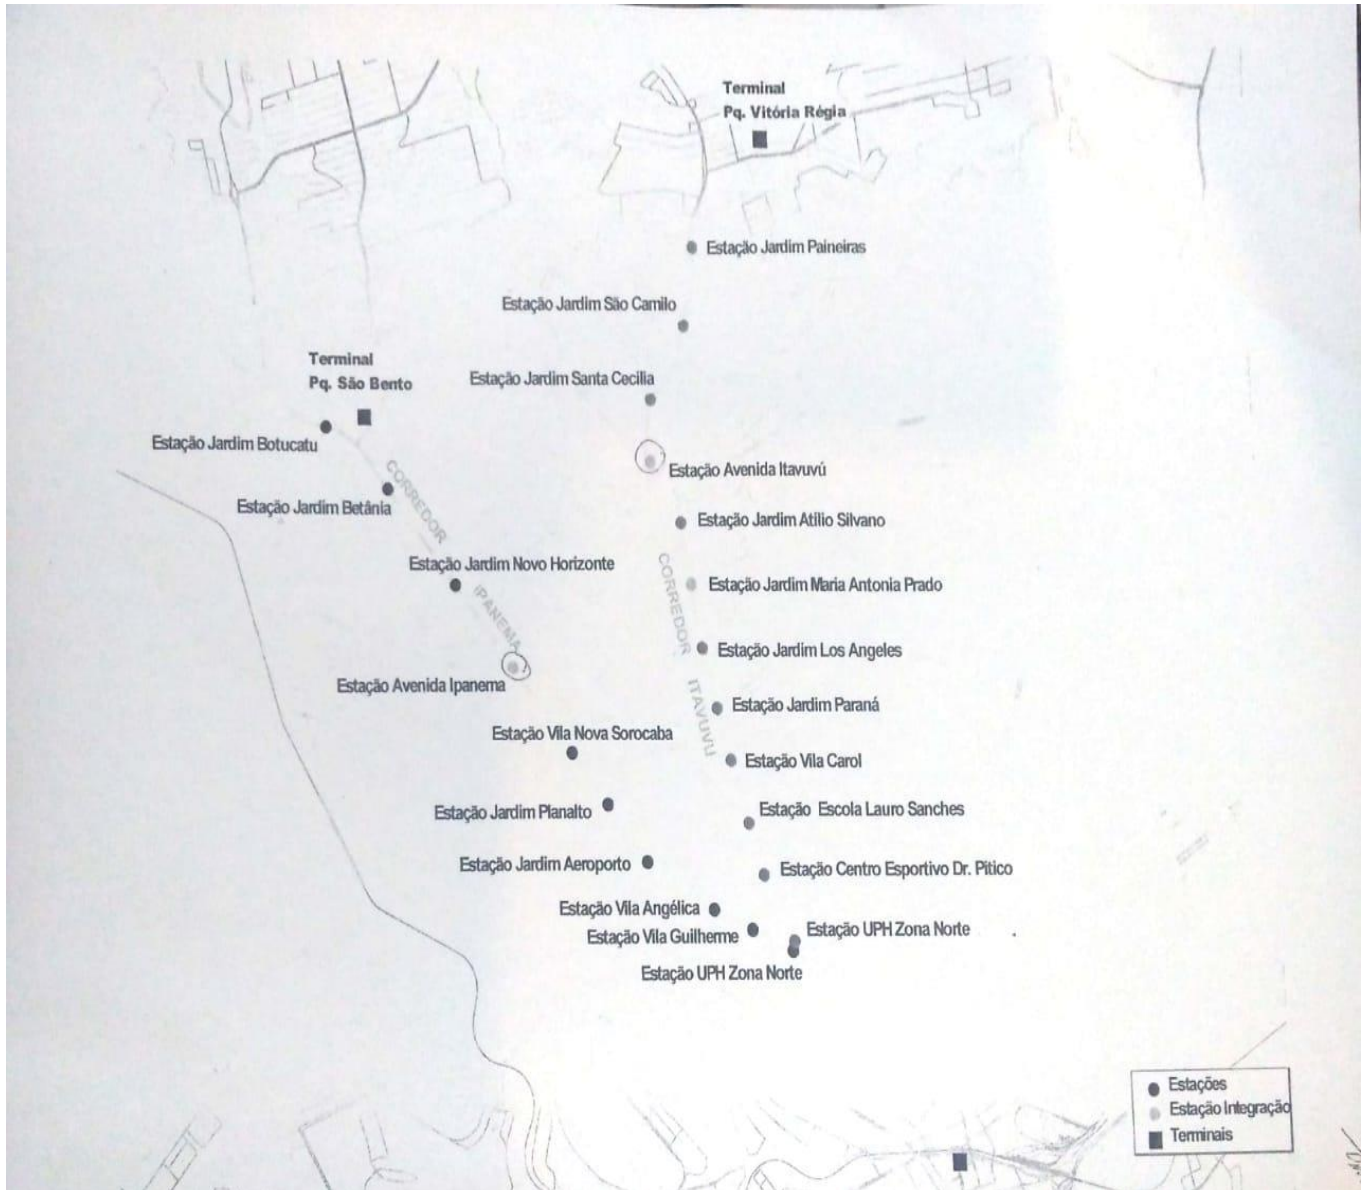 Terminal
Pq. Vitória Régia
Estação Jardim Paineiras
Estação Jardim São Camilo
Terminal
Pq. São Bento
Estação Jardim Santa Cecilia
Estação Jardim Botucatu
Estação Avenida Itavuvú
CORREDOR
Estação Jardim Betânia
Estação Jardim Atílio Silvano
Estação Jardim Novo Horizonte
IPANEMA
CORREDOR
Estação Jardim Maria Antonia Prado
Estação Jardim Los Angeles
Estação Avenida Ipanema
ITAVUVU
Estação Jardim Paraná
Estação Vila Nova Sorocaba
Estação Vila Carol
Estação Jardim Planalto
Estação Escola Lauro Sanches
Estação Jardim Aeroporto
Estação Centro Esportivo Dr. Pitico
Estação Vila Angélica
Estação Vila Guilherme
Estação UPH Zona Norte
Estação UPH Zona Norte
Estações
Estação Integração
Terminais